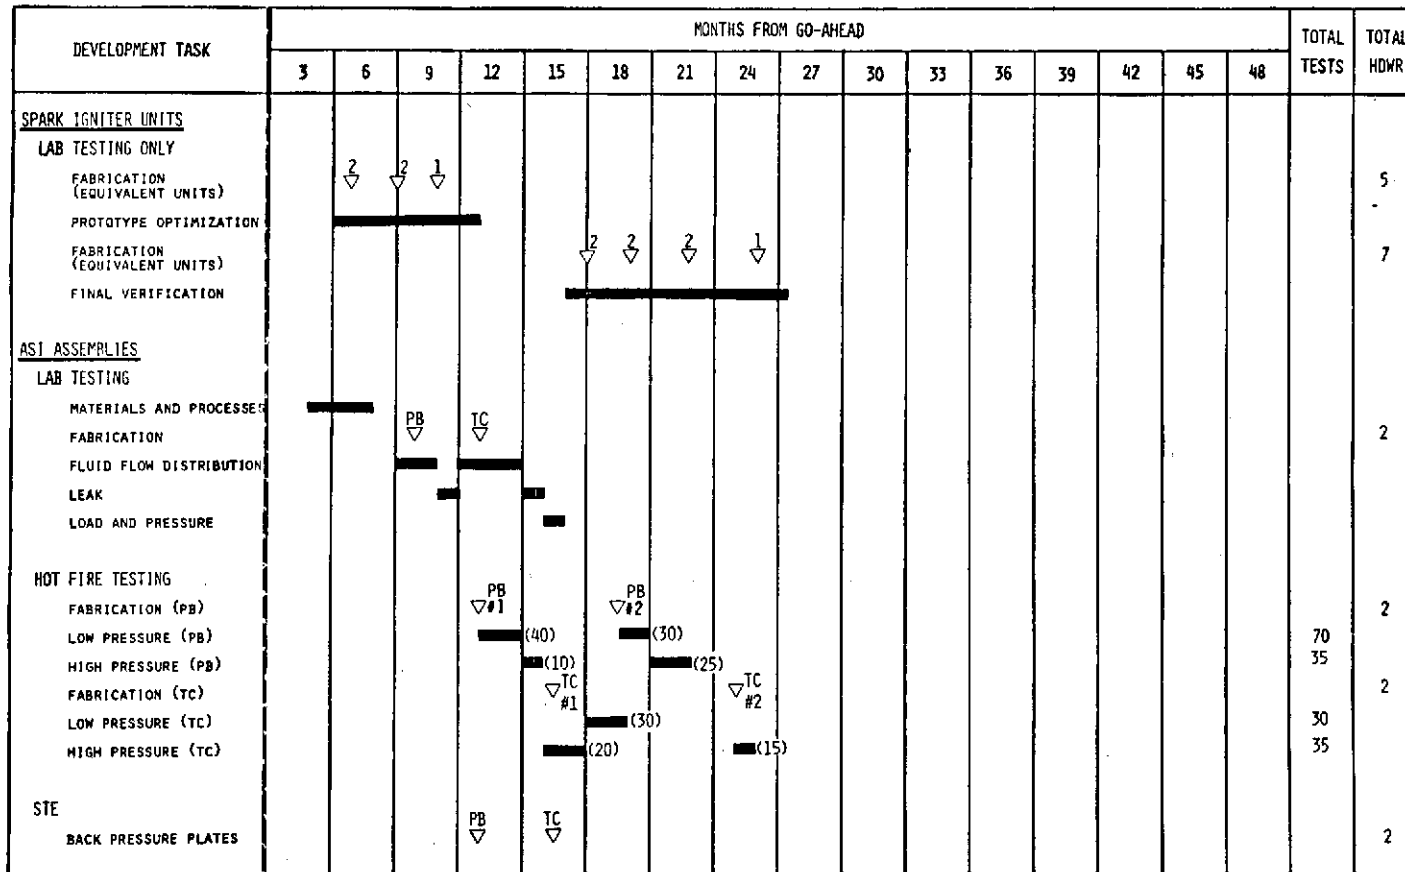 DEVELOPMENT TASK
MONTHS FROM GO-AHEAD
TOTAL TESTS
TOTAL HDWR
3 6 9 12 15 18 21 24 27 30 33 36 39 42 45 48
SPARK IGNITER UNITS
LAB TESTING ONLY
2 2 1
FABRICATION 5
(EQUIVALENT UNITS)
PROTOTYPE OPTIMIZATION -
2 2 2 1
FABRICATION 7
(EQUIVALENT UNITS)
FINAL VERIFICATION
ASI ASSEMBLIES
LAB TESTING
MATERIALS AND PROCESSES
PB TC
FABRICATION 2
FLUID FLOW DISTRIBUTION
LEAK
LOAD AND PRESSURE
HOT FIRE TESTING
PB PB
FABRICATION (PB) #1 #2 2
LOW PRESSURE (PB) (40) (30) 70
HIGH PRESSURE (PB) (10) (25) 35
TC TC
FABRICATION (TC) #1 #2 2
LOW PRESSURE (TC) (30) 30
HIGH PRESSURE (TC) (20) (15) 35
STE
PB TC
BACK PRESSURE PLATES 2